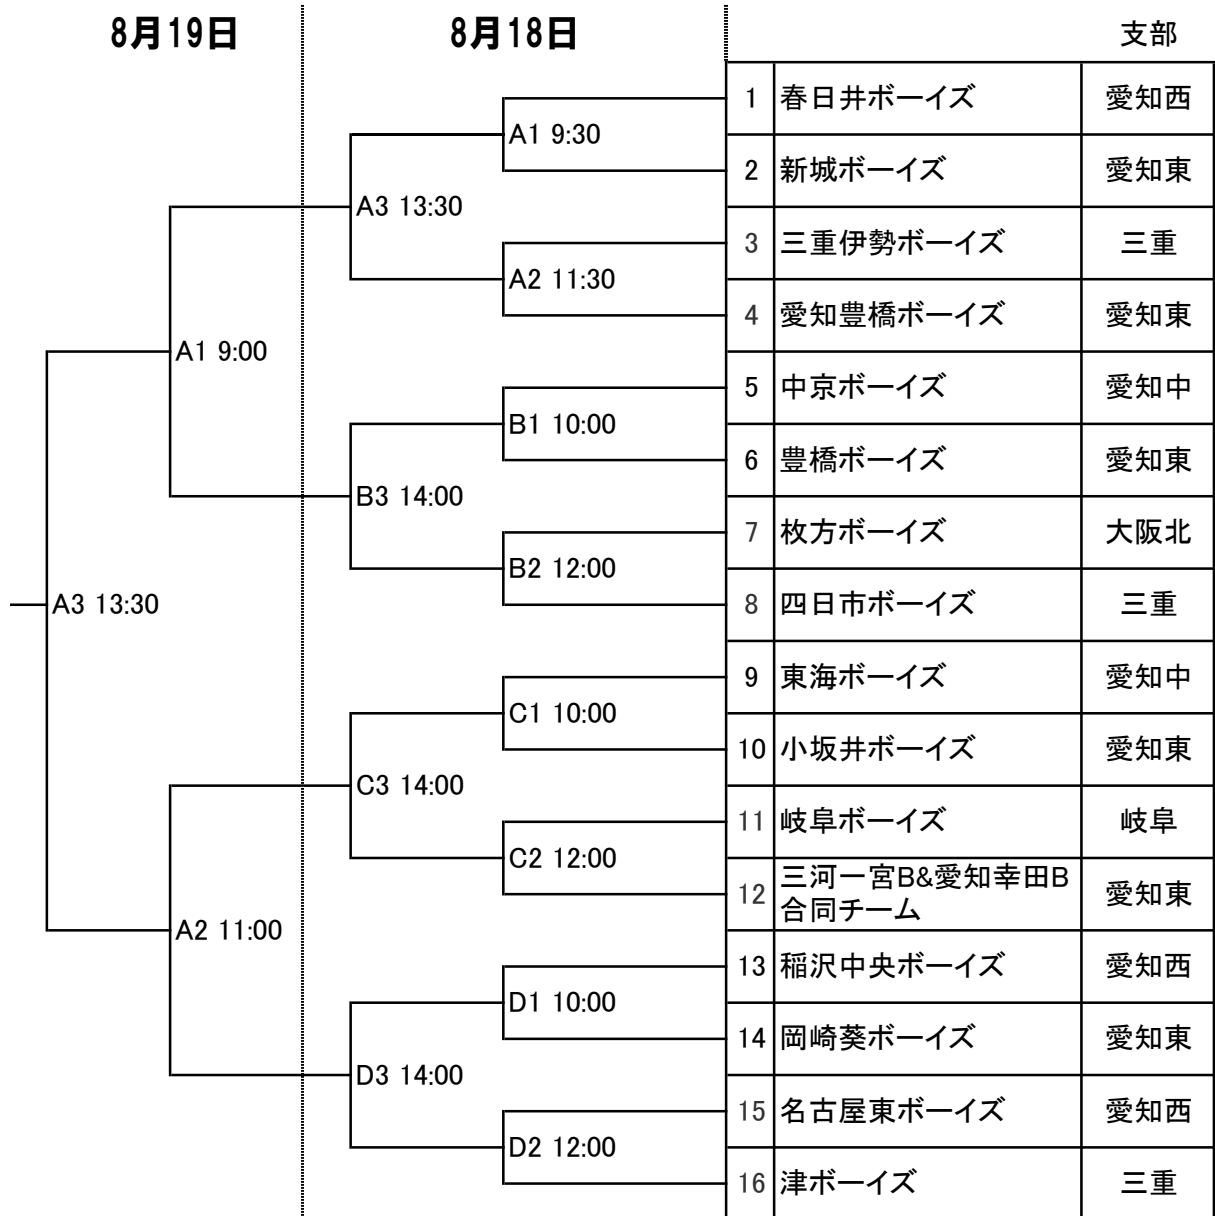 8月19日 8月18日 支部
1 春日井ボーイズ 愛知西
A1 9:30
2 新城ボーイズ 愛知東
A3 13:30
3 三重伊勢ボーイズ 三重
A2 11:30
4 愛知豊橋ボーイズ 愛知東
A1 9:00
5 中京ボーイズ 愛知中
B1 10:00
6 豊橋ボーイズ 愛知東
B3 14:00
7 枚方ボーイズ 大阪北
B2 12:00
A3 13:30
8 四日市ボーイズ 三重
9 東海ボーイズ 愛知中
C1 10:00
10 小坂井ボーイズ 愛知東
C3 14:00
11 岐阜ボーイズ 岐阜
C2 12:00
12 三河一宮B&愛知幸田B
合同チーム 愛知東
A2 11:00
13 稲沢中央ボーイズ 愛知西
D1 10:00
14 岡崎葵ボーイズ 愛知東
D3 14:00
15 名古屋東ボーイズ 愛知西
D2 12:00
16 津ボーイズ 三重